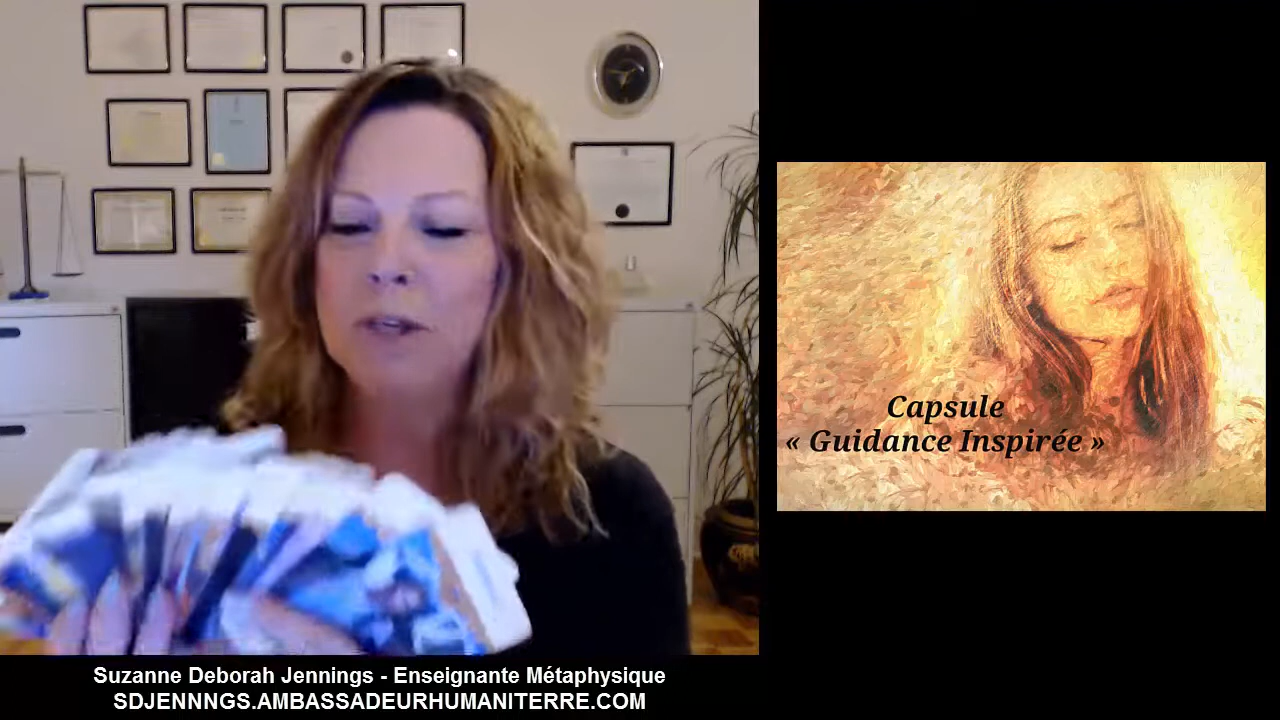 Capsule
« Guidance Inspirée »
Suzanne Deborah Jennings - Enseignante Métaphysique
SDJENNNGS.AMBASSADEURHUMANITERRE.COM